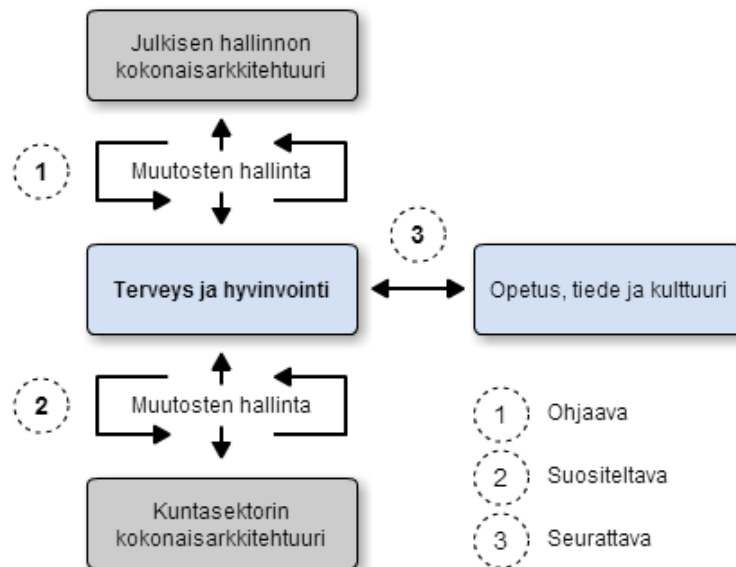 Julkisen hallinnon
kokonaisarkkitehtuuri
1
Muutosten hallinta
3
Terveys ja hyvinvointi
Opetus, tiede ja kulttuuri
2
Muutosten hallinta
1 Ohjaava
2 Suositeltava
Kuntasektorin
kokonaisarkkitehtuuri
3 Seurattava